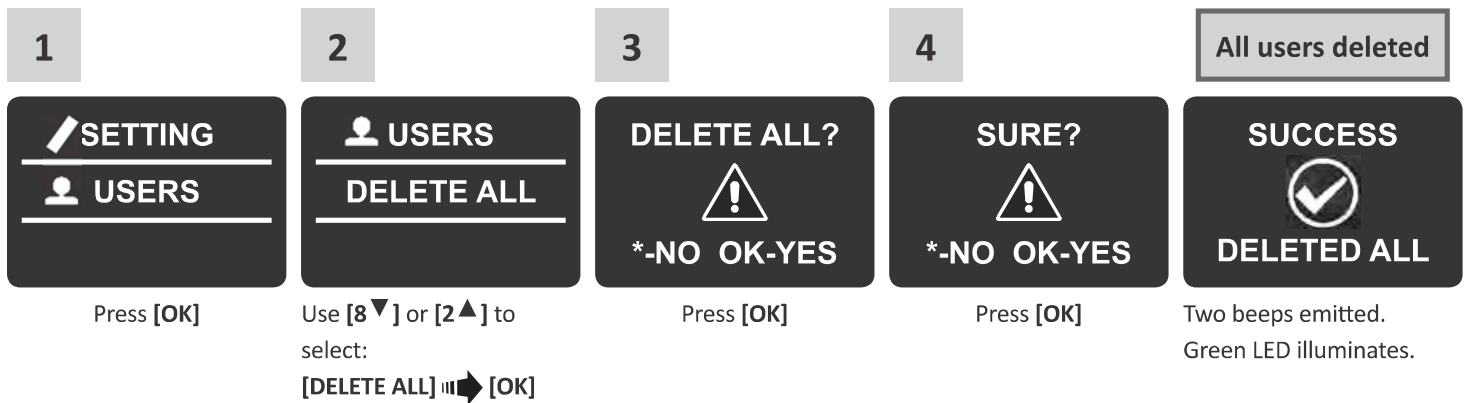 1
SETTING
USERS
Press [OK]
2
USERS
DELETE ALL
Use [8▼] or [2▲] to
select:
[DELETE ALL] ➡ [OK]
3
DELETE ALL?
*-NO OK-YES
Press [OK]
4
SURE?
*-NO OK-YES
Press [OK]
All users deleted
SUCCESS
DELETED ALL
Two beeps emitted.
Green LED illuminates.